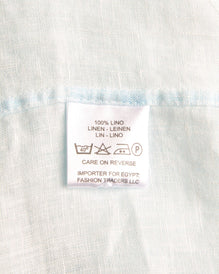 100% LINO
LINEN - LEINEN
LIN - LINO
CARE ON REVERSE
IMPORTER FOR EGYPT
FASHION TRADERS LLC